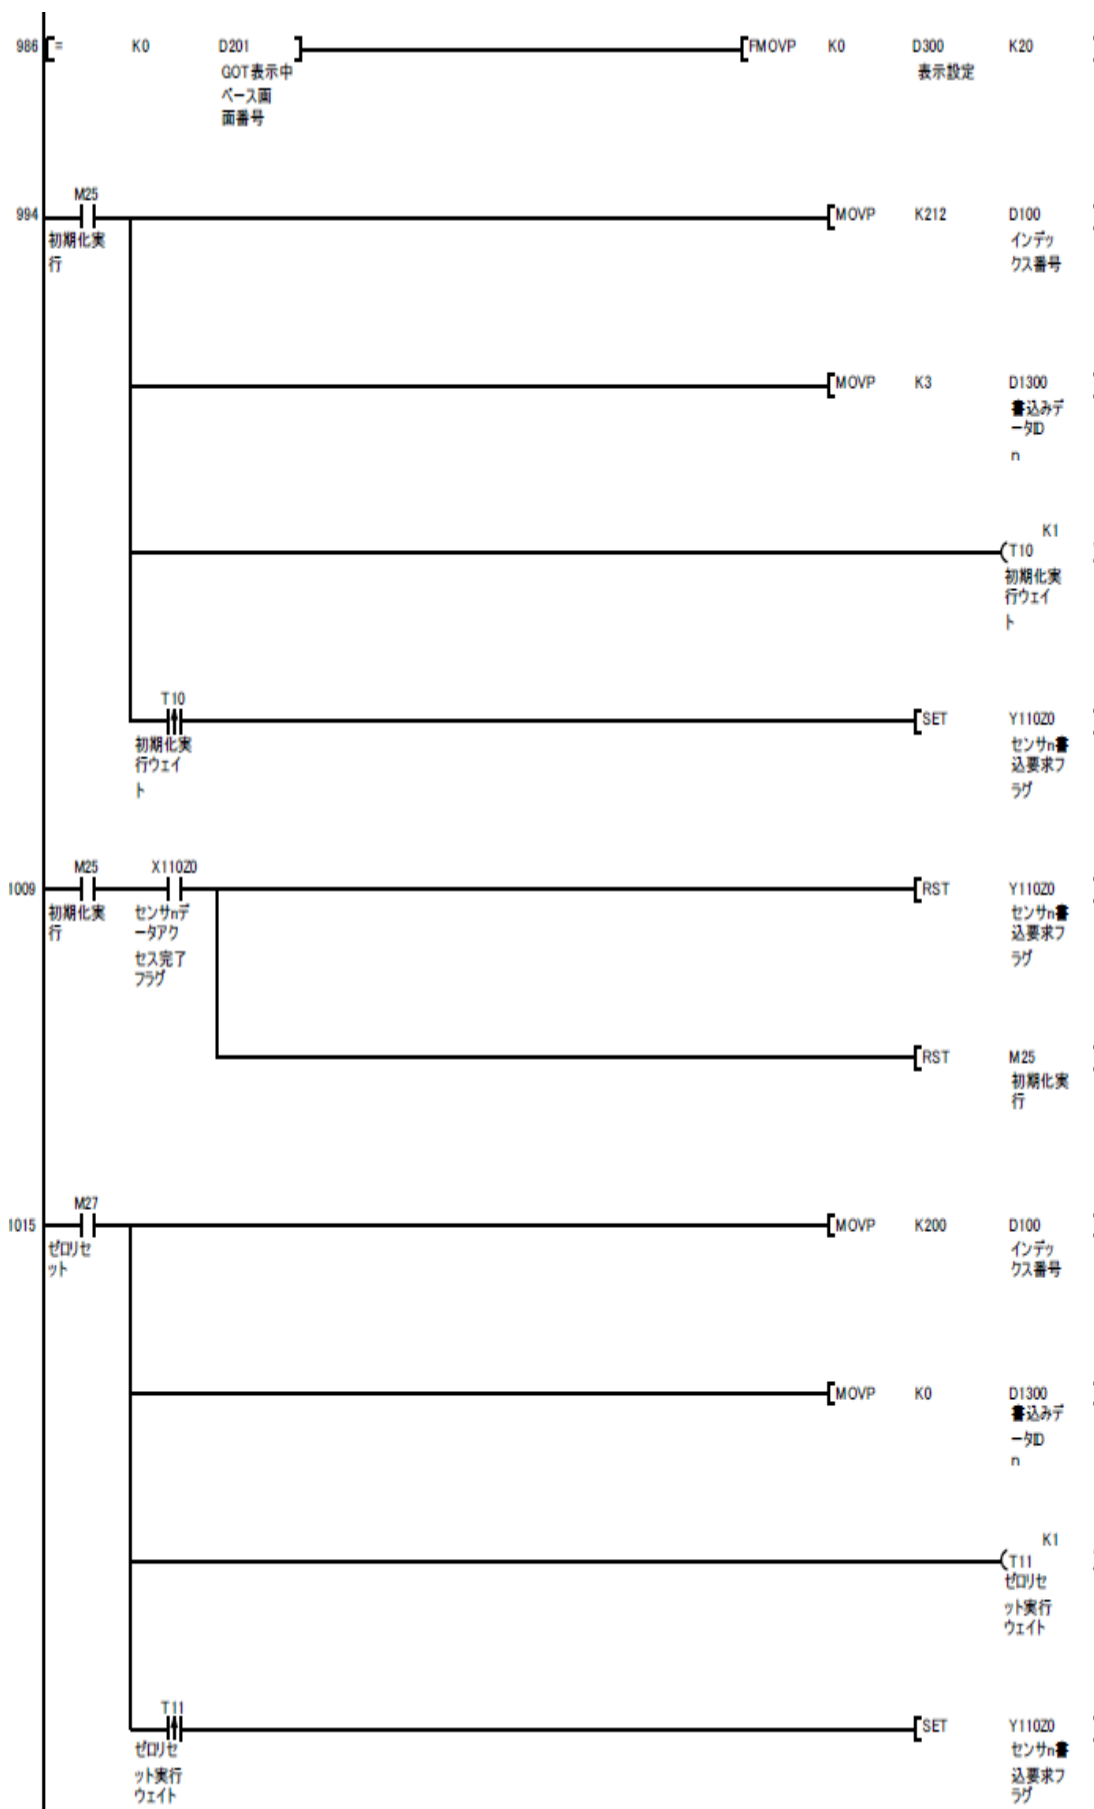 986 = K0 D201 FMOVP K0 D300 K20
GOT表示中
ベース画
面番号
表示設定
M25
994 MOVP K212 D100
初期化実
行
インデッ
クス番号
MOVP K3 D1300
書込みデ
ータID
n
K1
T10
初期化実
行ウェイ
ト
T10
SET Y110Z0
初期化実
行ウェイ
ト
センサn書
込要求フ
ラグ
M25 X110Z0
1009 RST Y110Z0
初期化実
行
センサnデ
ータアク
セス完了
フラグ
センサn書
込要求フ
ラグ
RST M25
初期化実
行
M27
1015 MOVP K200 D100
ゼロリセ
ット
インデッ
クス番号
MOVP K0 D1300
書込みデ
ータID
n
K1
T11
ゼロリセ
ット実行
ウェイト
T11
SET Y110Z0
ゼロリセ
ット実行
ウェイト
センサn書
込要求フ
ラグ